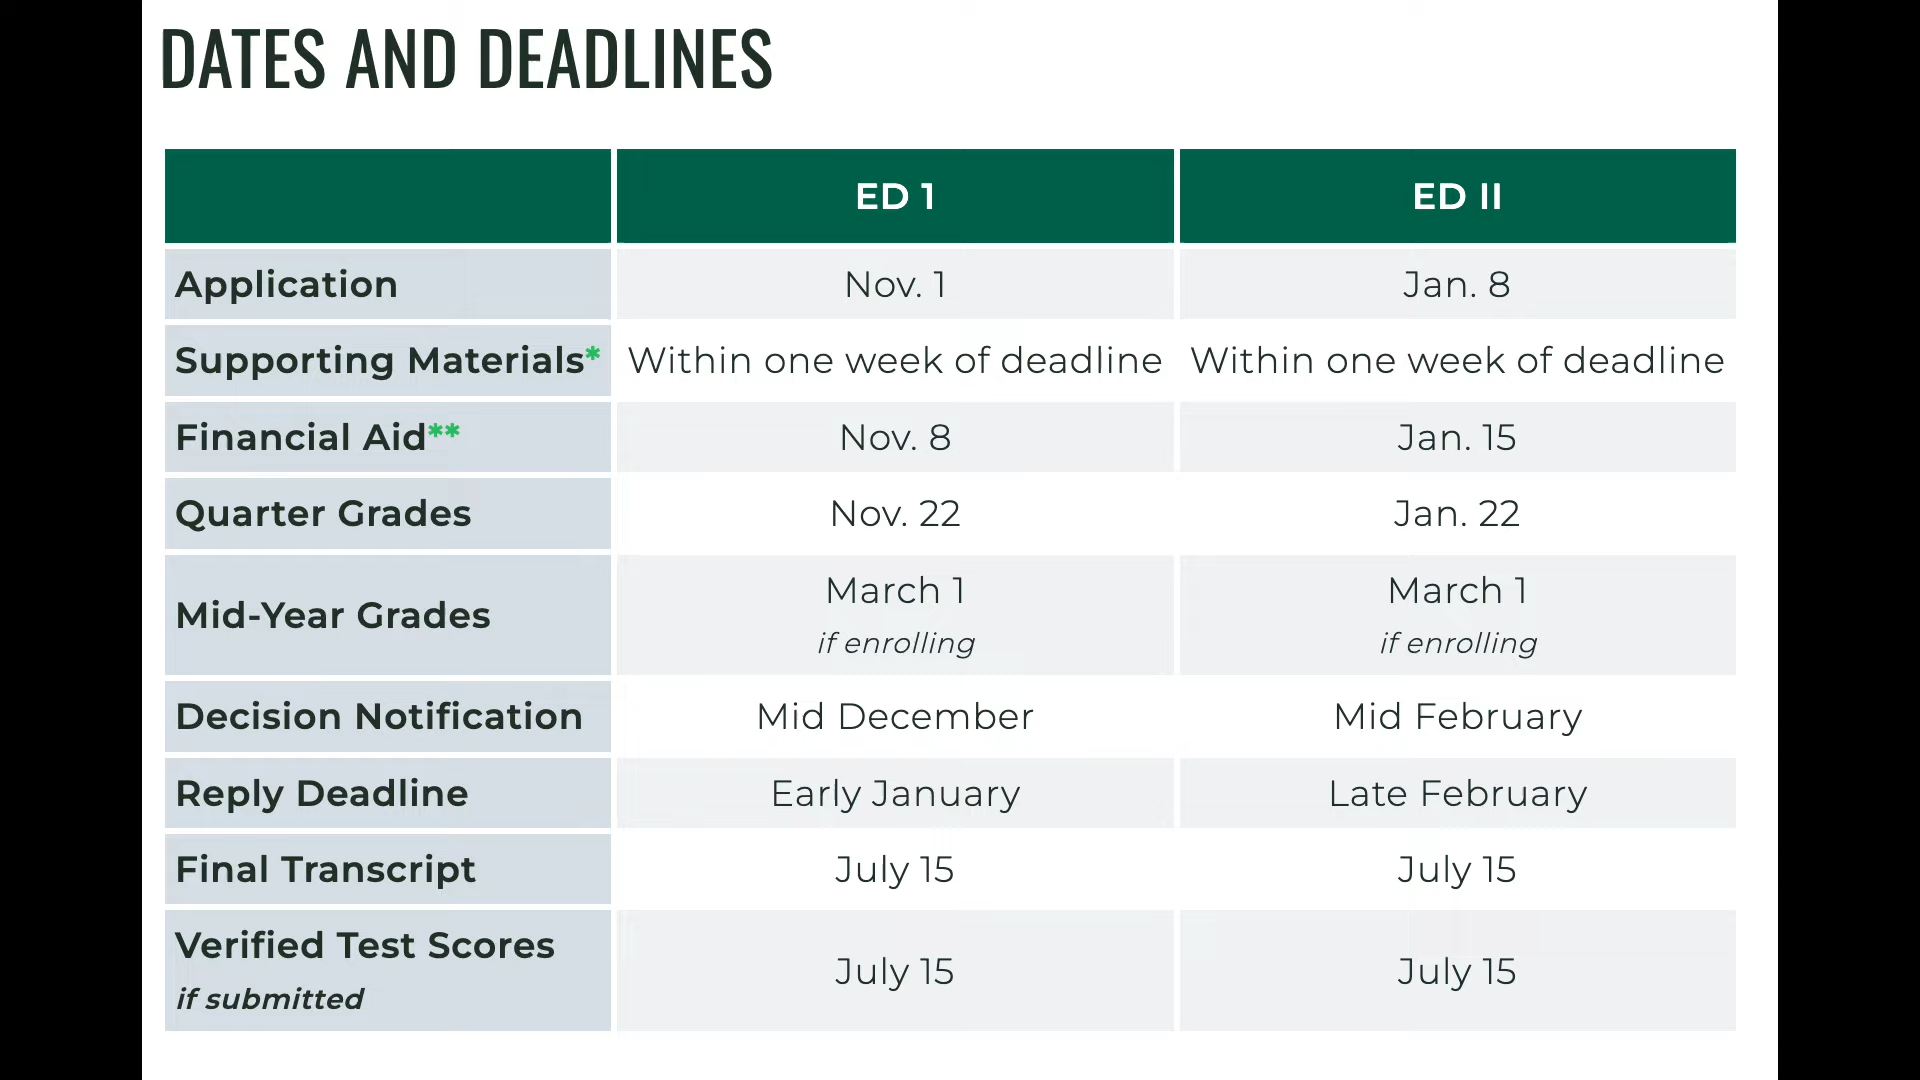 DATES AND DEADLINES
ED 1 ED II
Application Nov. 1 Jan. 8
Supporting Materials* Within one week of deadline Within one week of deadline
Financial Aid** Nov. 8 Jan. 15
Quarter Grades Nov. 22 Jan. 22
Mid-Year Grades March 1 March 1
if enrolling if enrolling
Decision Notification Mid December Mid February
Reply Deadline Early January Late February
Final Transcript July 15 July 15
Verified Test Scores July 15 July 15
if submitted